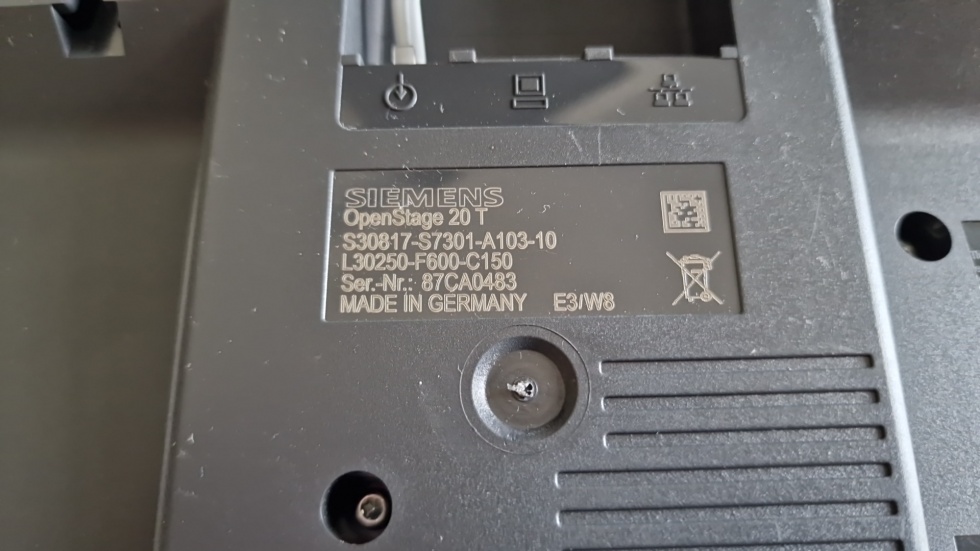 SIEMENS
OpenStage 20 T
S30817-S7301-A103-10
L30250-F600-C150
Ser.-Nr.: 87CA0483
MADE IN GERMANY E3/W8